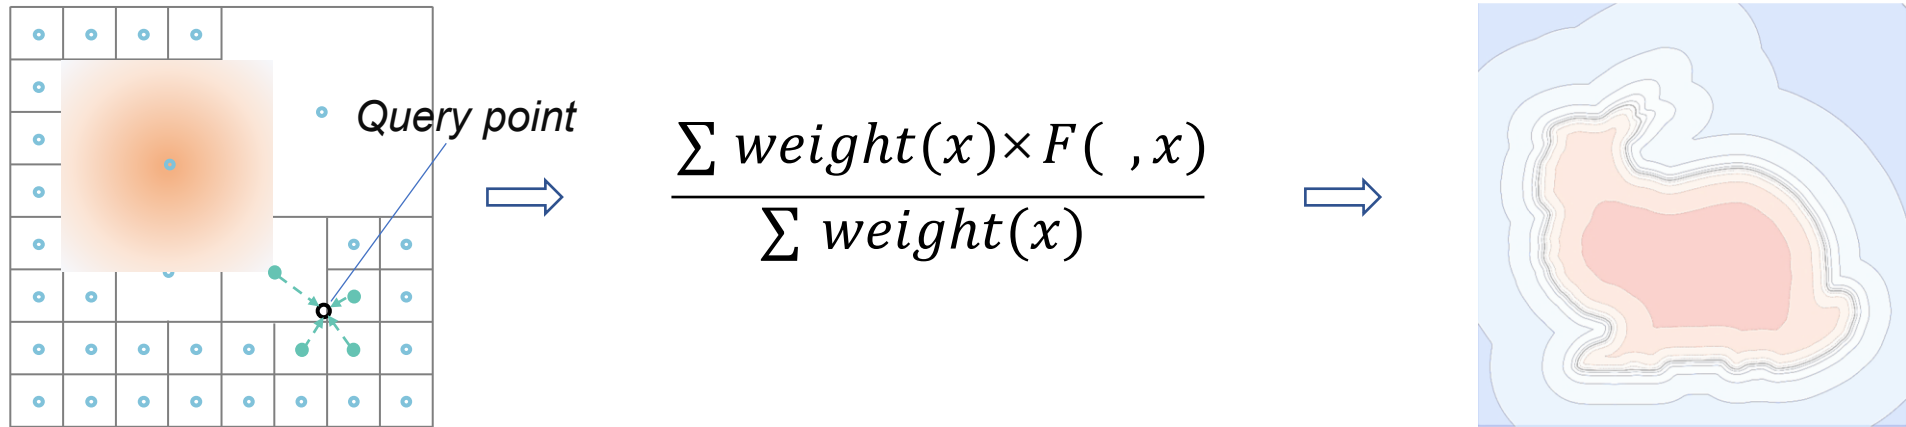 Query point
∑ weight(x)×F( ,x)
∑ weight(x)